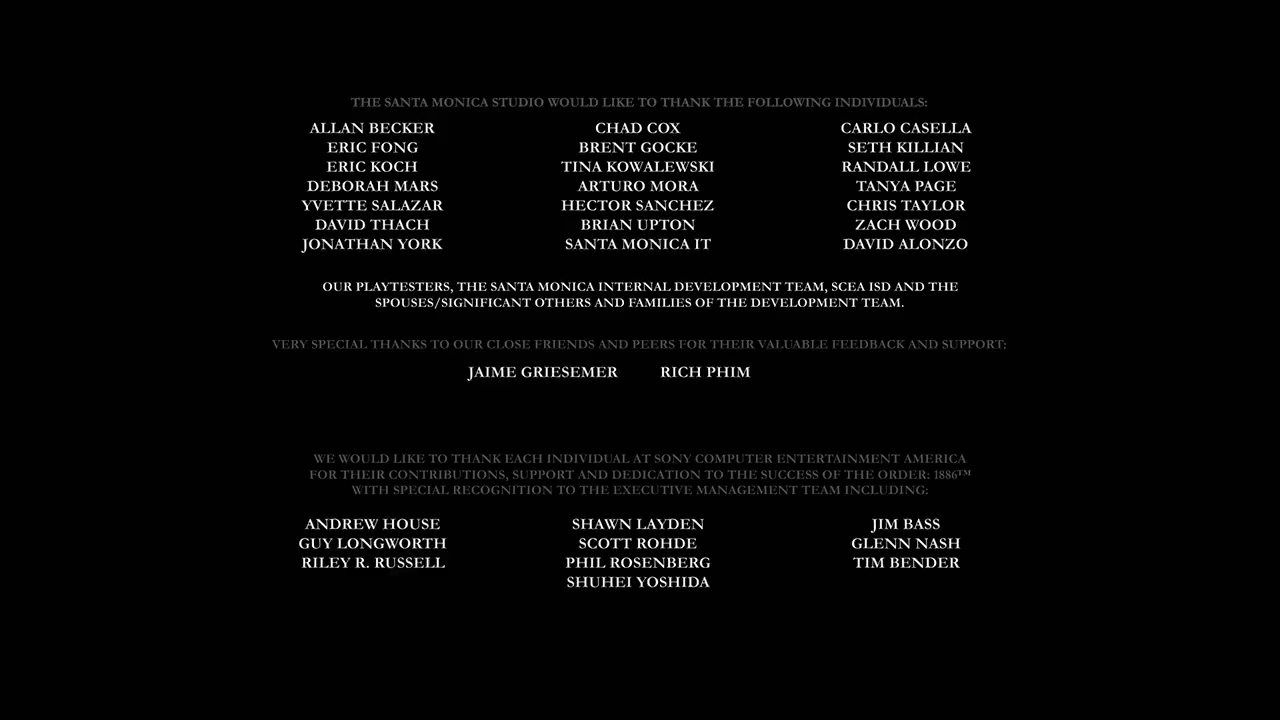 THE SANTA MONICA STUDIO WOULD LIKE TO THANK THE FOLLOWING INDIVIDUALS:
ALLAN BECKER CHAD COX CARLO CASELLA
ERIC FONG BRENT GOCKE SETH KILLIAN
ERIC KOCH TINA KOWALEWSKI RANDALL LOWE
DEBORAH MARS ARTURO MORA TANYA PAGE
YVETTE SALAZAR HECTOR SANCHEZ CHRIS TAYLOR
DAVID THACH BRIAN UPTON ZACH WOOD
JONATHAN YORK SANTA MONICA IT DAVID ALONZO
OUR PLAYTESTERS, THE SANTA MONICA INTERNAL DEVELOPMENT TEAM, SCEA ISD AND THE
SPOUSES/SIGNIFICANT OTHERS AND FAMILIES OF THE DEVELOPMENT TEAM.
VERY SPECIAL THANKS TO OUR CLOSE FRIENDS AND PEERS FOR THEIR VALUABLE FEEDBACK AND SUPPORT:
JAIME GRIESEMER RICH PHIM
WE WOULD LIKE TO THANK EACH INDIVIDUAL AT SONY COMPUTER ENTERTAINMENT AMERICA
FOR THEIR CONTRIBUTIONS, SUPPORT AND DEDICATION TO THE SUCCESS OF THE ORDER: 1886™
WITH SPECIAL RECOGNITION TO THE EXECUTIVE MANAGEMENT TEAM INCLUDING:
ANDREW HOUSE SHAWN LAYDEN JIM BASS
GUY LONGWORTH SCOTT ROHDE GLENN NASH
RILEY R. RUSSELL PHIL ROSENBERG TIM BENDER
SHUHEI YOSHIDA